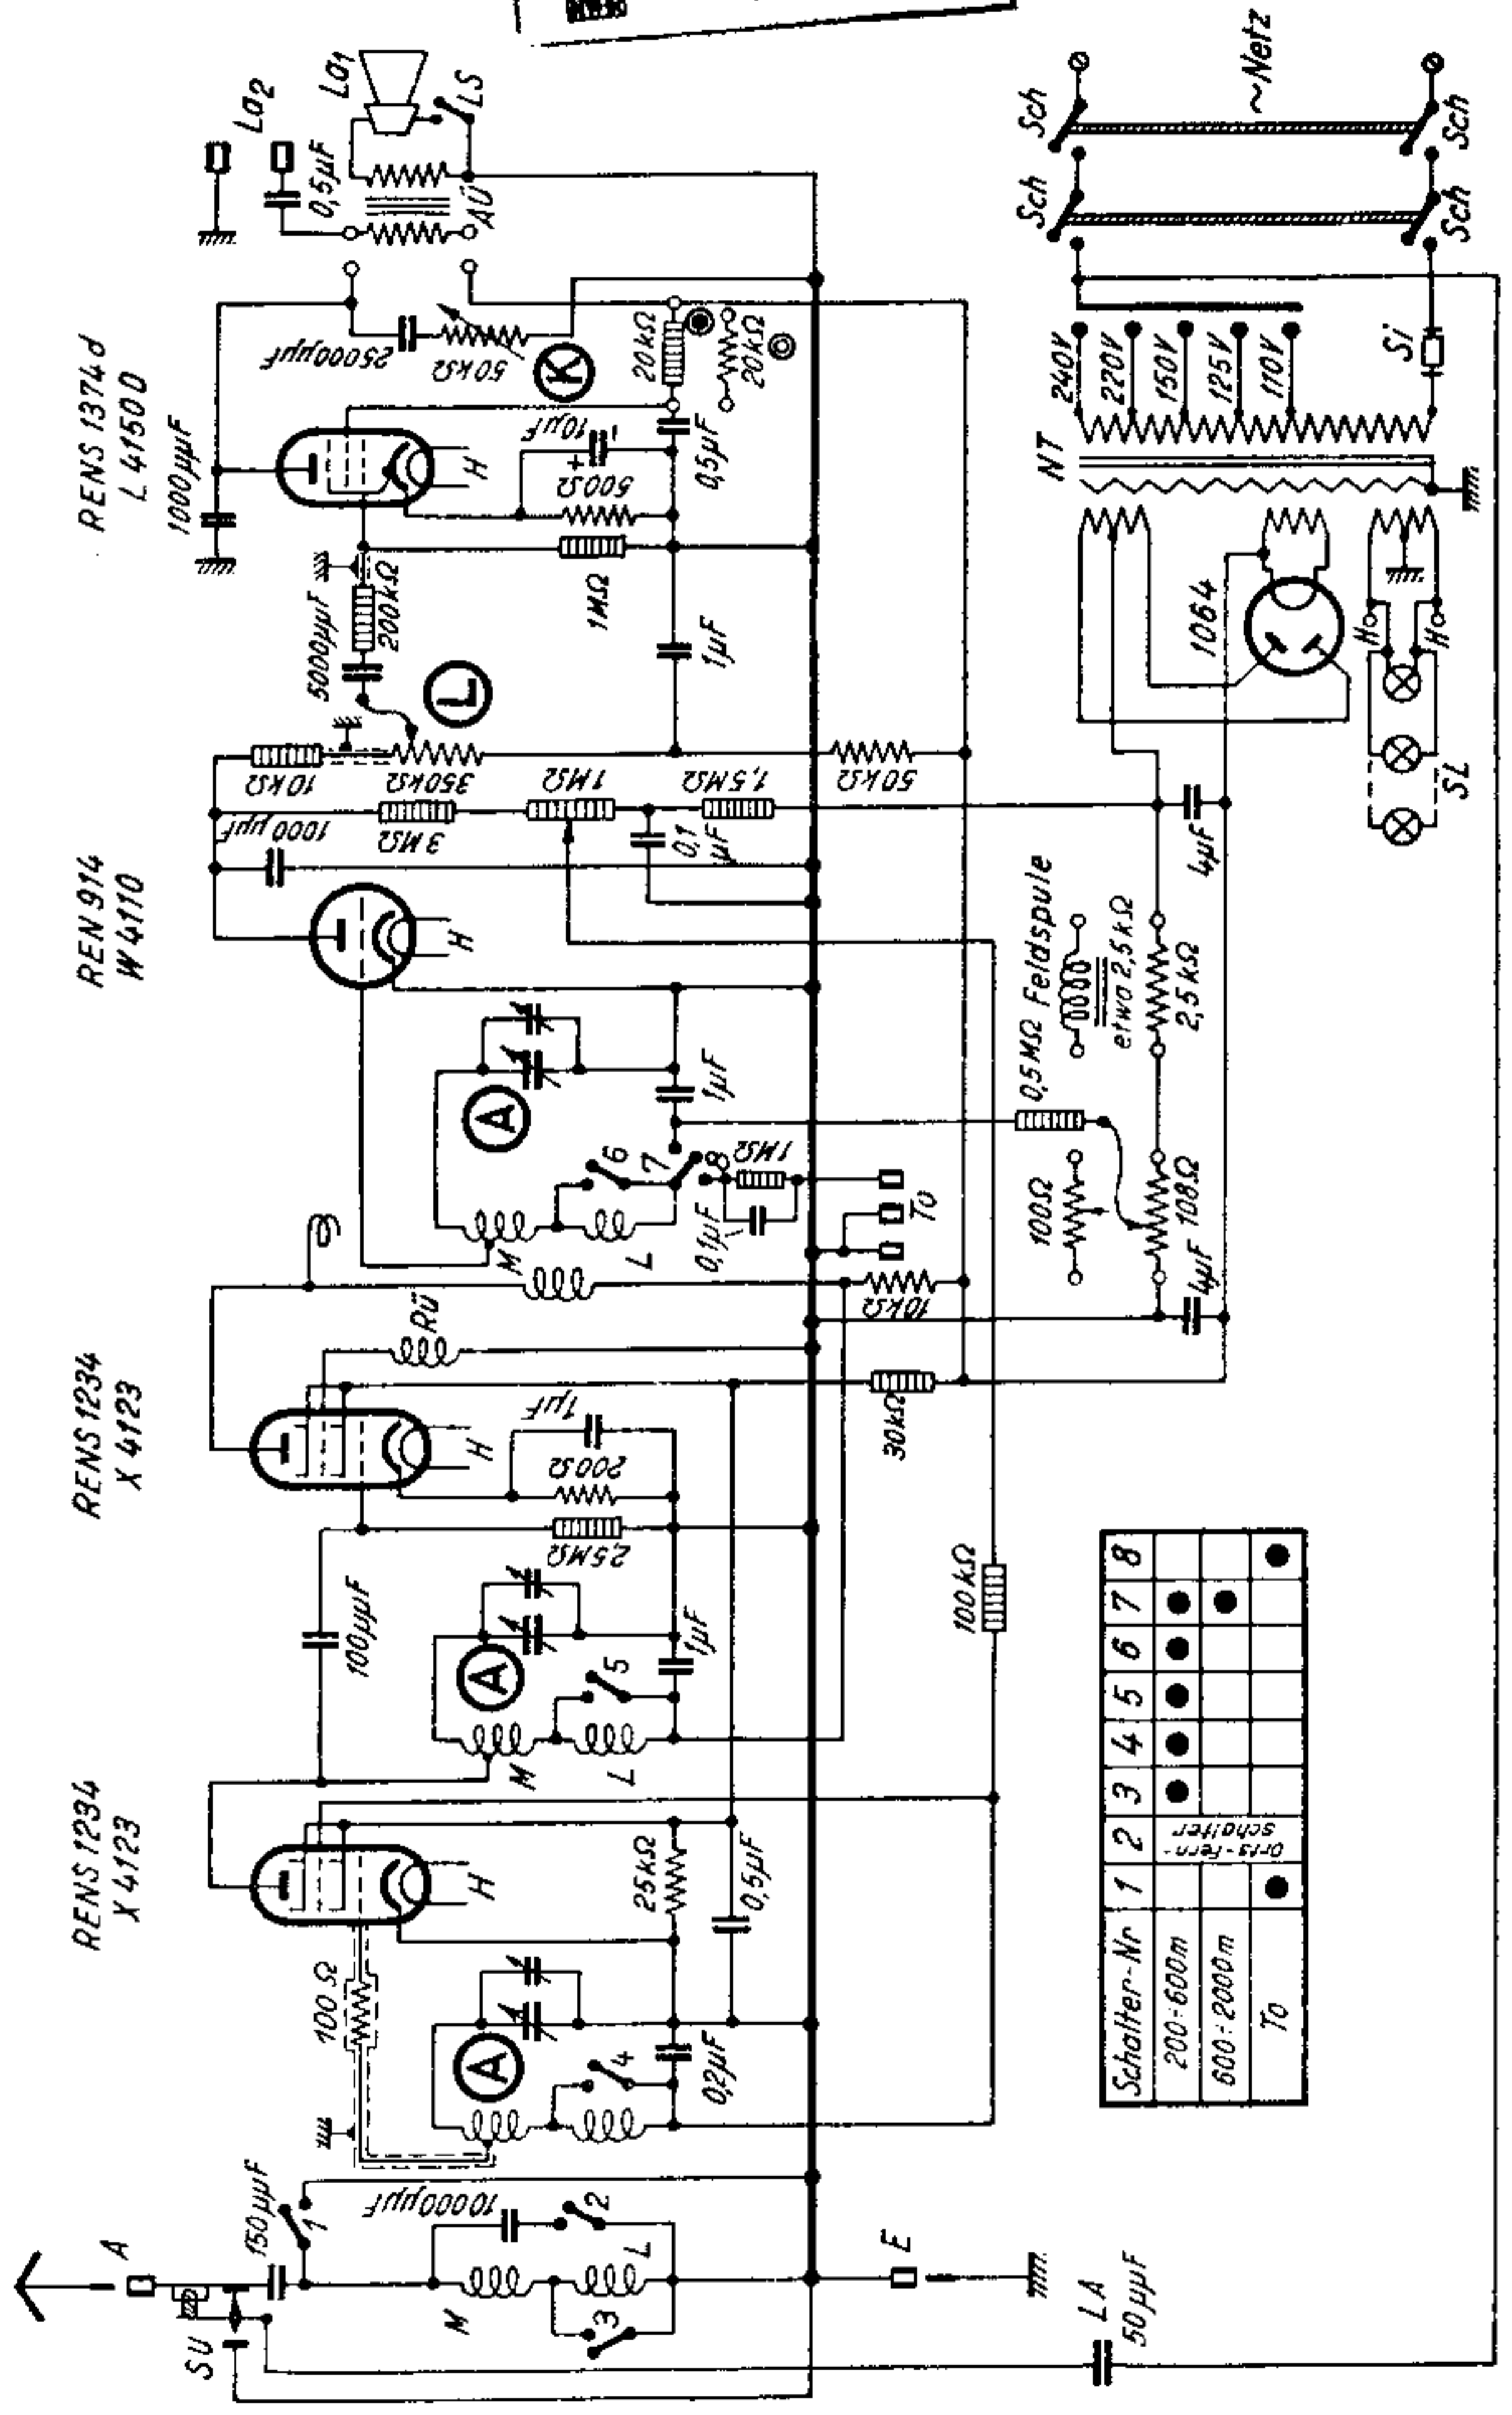 RENS 1234
X 4123
RENS 1234
X 4123
REN 914
W 4110
RENS 1374 d
L 4150 D
A
SU
150µµF
1
10000µµF
2
M
L
3
E
LA
50µµF
100Ω
A
M
L
4
0,2µF
H
25kΩ
0,5µF
100µµF
A
M
L
5
1µF
2,5MΩ
200Ω
1µF
H
Rü
100kΩ
30kΩ
10kΩ
M
L
A
6
7
8
1µF
0,1µF
1MΩ
To
H
1000µµF
10kΩ
3MΩ
350kΩ
1MΩ
0,1
µF
1,5MΩ
50kΩ
L
5000µµF
200kΩ
1MΩ
1µF
1000µµF
H
500Ω
+
10µF
-
0,5µF
20kΩ
20kΩ
25000µµF
50kΩ
K
AÜ
0,5µF
La2
La1
LS
100Ω
108Ω
4µF
0,5MΩ
Feldspule
etwa 2,5kΩ
2,5kΩ
4µF
1064
NT
240V
220V
150V
125V
110V
Si
Sch
Sch
Sch
Sch
~Netz
H
H
SL
Schalter-Nr 1 2 3 4 5 6 7 8
200÷600m
600÷2000m
To
Orts-Fern-
schalter